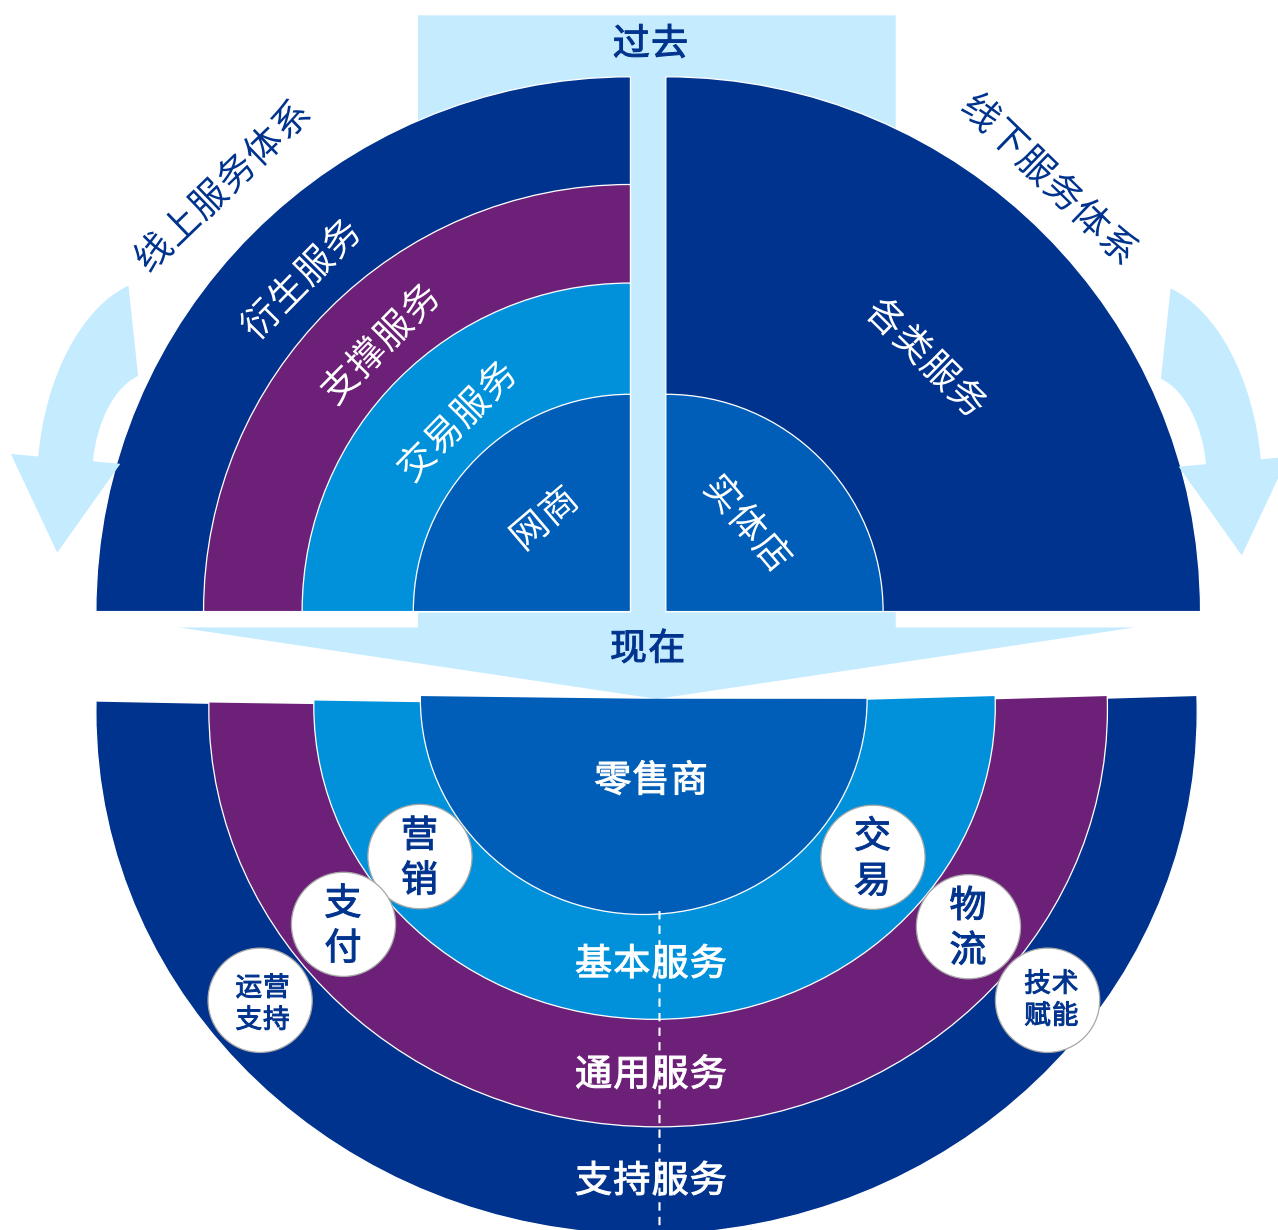 过去
线上服务体系
线下服务体系
衍生服务
支撑服务
交易服务
网商
各类服务
实体店
现在
零售商
营
销
交
易
支
付
物
流
基本服务
运营
支持
技术
赋能
通用服务
支持服务